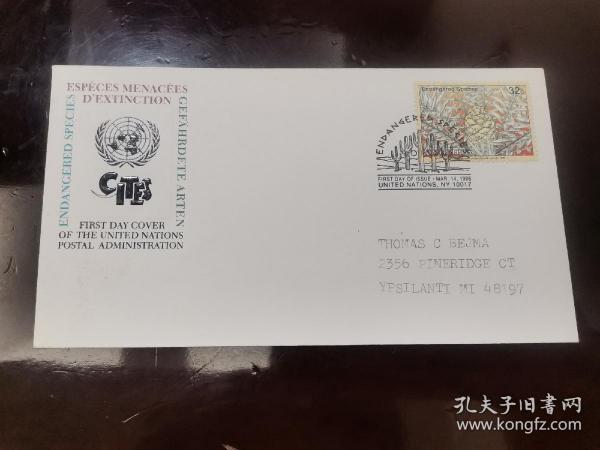 ESPÈCES MENACÉES
D'EXTINCTION
ENDANGERED SPECIES
GEFÄHRDETE ARTEN
CITES
FIRST DAY COVER
OF THE UNITED NATIONS
POSTAL ADMINISTRATION
Endangered Species
32¢
ENDANGERED SPECIES
FIRST DAY OF ISSUE - MAR. 14, 1996
UNITED NATIONS, NY 10017
THOMAS C BEJMA
2356 PINERIDGE CT
YPSILANTI MI 48197
孔夫子旧书网
www.kongfz.com